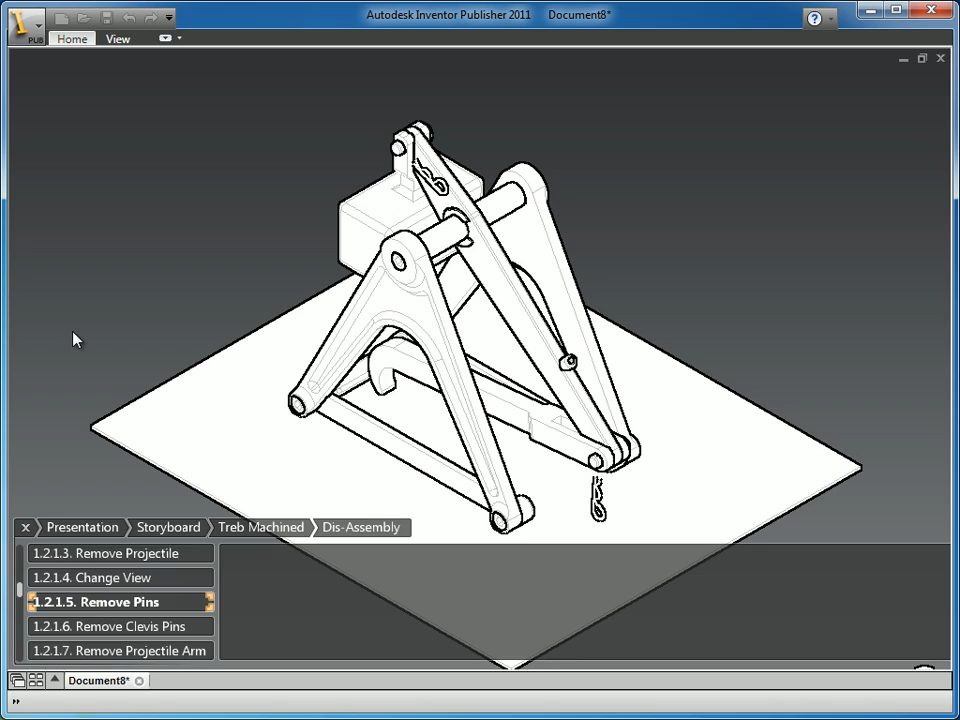 Autodesk Inventor Publisher 2011 Document8*
PUB
Home View
Presentation Storyboard Treb Machined Dis-Assembly
1.2.1.3. Remove Projectile
1.2.1.4. Change View
1.2.1.5. Remove Pins
1.2.1.6. Remove Clevis Pins
1.2.1.7. Remove Projectile Arm
Document8*